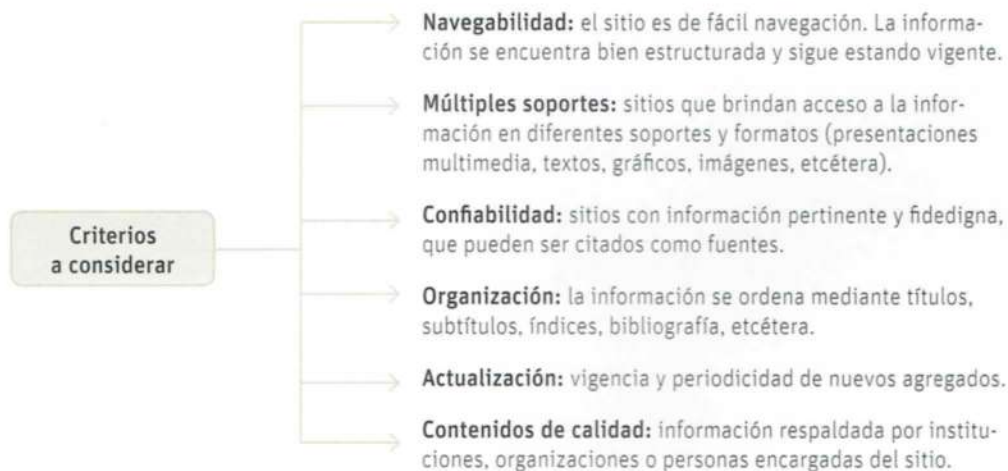 Navegabilidad: el sitio es de fácil navegación. La informa-
ción se encuentra bien estructurada y sigue estando vigente.
Múltiples soportes: sitios que brindan acceso a la infor-
mación en diferentes soportes y formatos (presentaciones
multimedia, textos, gráficos, imágenes, etcétera).
Criterios
a considerar
Confiabilidad: sitios con información pertinente y fidedigna,
que pueden ser citados como fuentes.
Organización: la información se ordena mediante títulos,
subtítulos, índices, bibliografía, etcétera.
Actualización: vigencia y periodicidad de nuevos agregados.
Contenidos de calidad: información respaldada por institu-
ciones, organizaciones o personas encargadas del sitio.